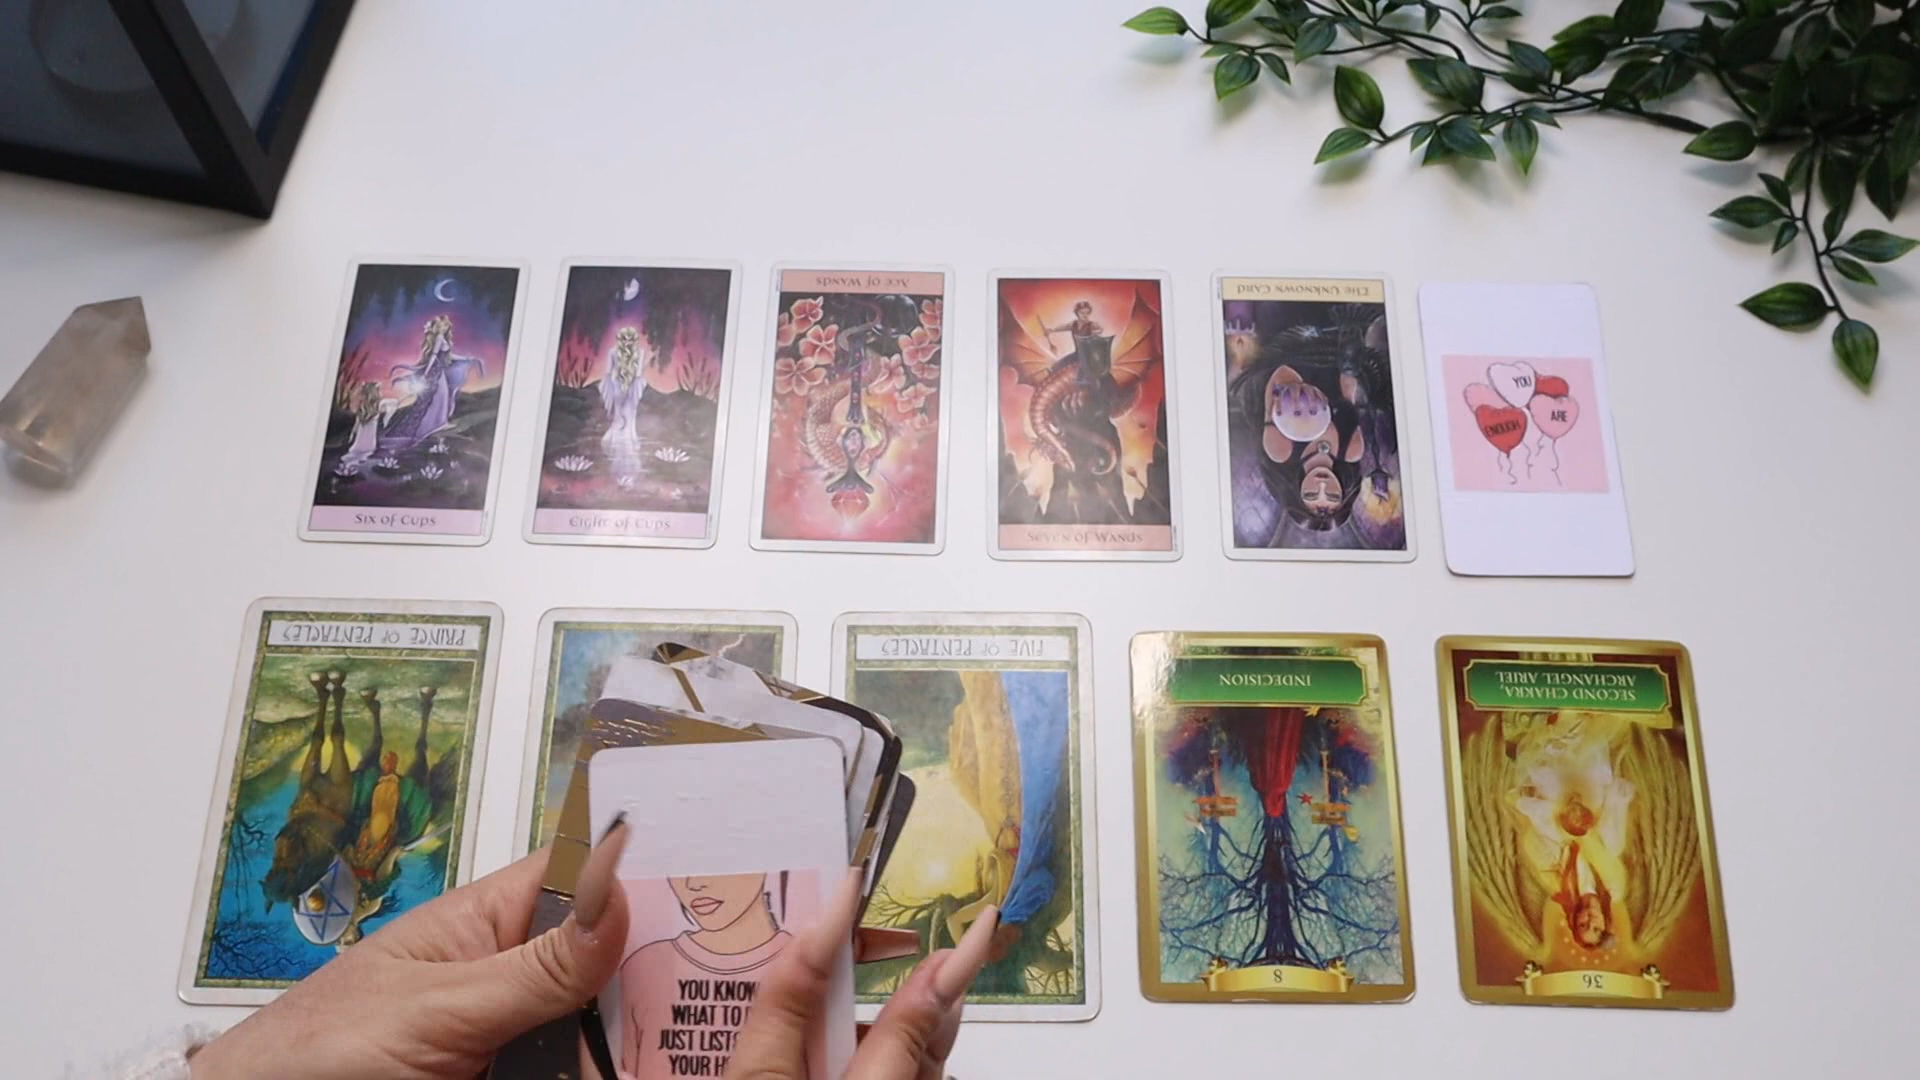 Six of Cups
Eight of Cups
Ace of Wands
Seven of Wands
The Unknown Card
YOU
ARE
ENOUGH
PRINCE OF PENTACLES
FIVE OF PENTACLES
INDECISION
8
SECOND CHAKRA,
ARCHANGEL ARIEL
36
YOU KNOW
WHAT TO
JUST
YOUR